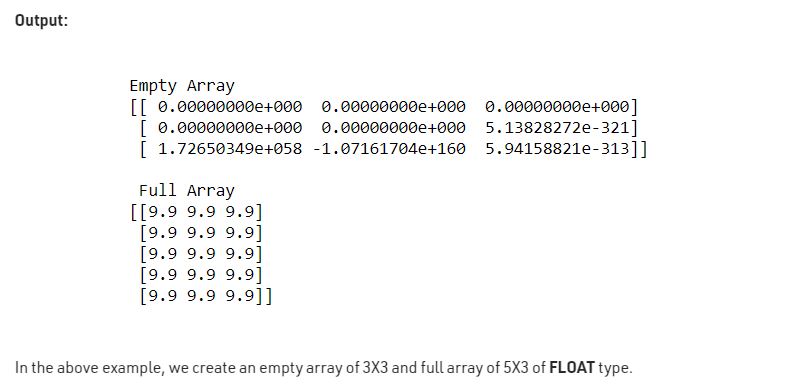 Output:
Empty Array
[[ 0.00000000e+000  0.00000000e+000  0.00000000e+000]
 [ 0.00000000e+000  0.00000000e+000  5.13828272e-321]
 [ 1.72650349e+058 -1.07161704e+160  5.94158821e-313]]
Full Array
[[9.9 9.9 9.9]
 [9.9 9.9 9.9]
 [9.9 9.9 9.9]
 [9.9 9.9 9.9]
 [9.9 9.9 9.9]]
In the above example, we create an empty array of 3X3 and full array of 5X3 of FLOAT type.